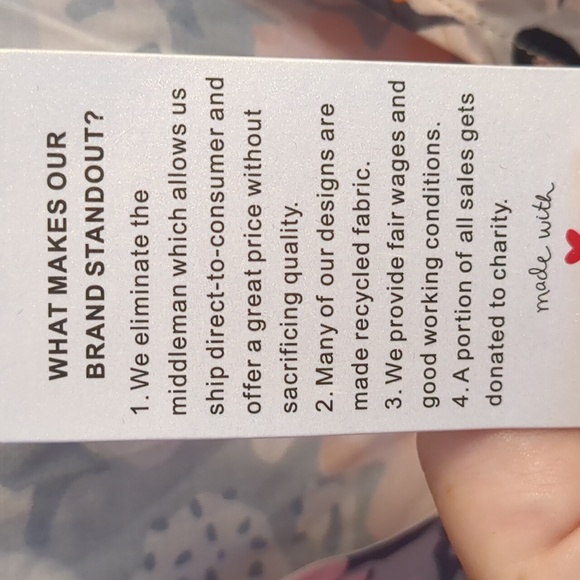 WHAT MAKES OUR
BRAND STANDOUT?
1. We eliminate the
middleman which allows us
ship direct-to-consumer and
offer a great price without
sacrificing quality.
2. Many of our designs are
made recycled fabric.
3. We provide fair wages and
good working conditions.
4. A portion of all sales gets
donated to charity.
made with